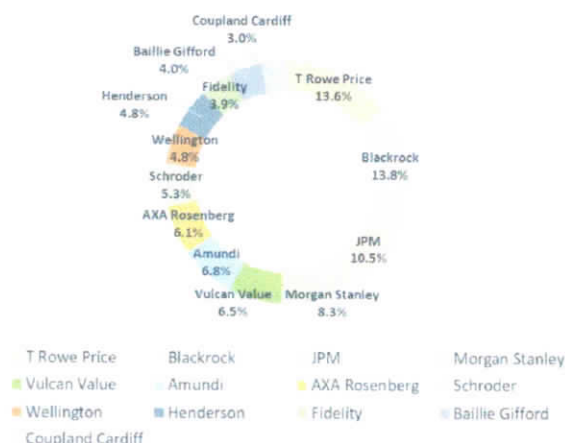 Coupland Cardiff
3.0%
Baillie Gifford
4.0%
Fidelity
3.9%
T Rowe Price
13.6%
Henderson
4.8%
Wellington
4.8%
Blackrock
13.8%
Schroder
5.3%
AXA Rosenberg
6.1%
JPM
10.5%
Amundi
6.8%
Vulcan Value
6.5%
Morgan Stanley
8.3%
T Rowe Price Blackrock JPM Morgan Stanley
Vulcan Value Amundi AXA Rosenberg Schroder
Wellington Henderson Fidelity Baillie Gifford
Coupland Cardiff